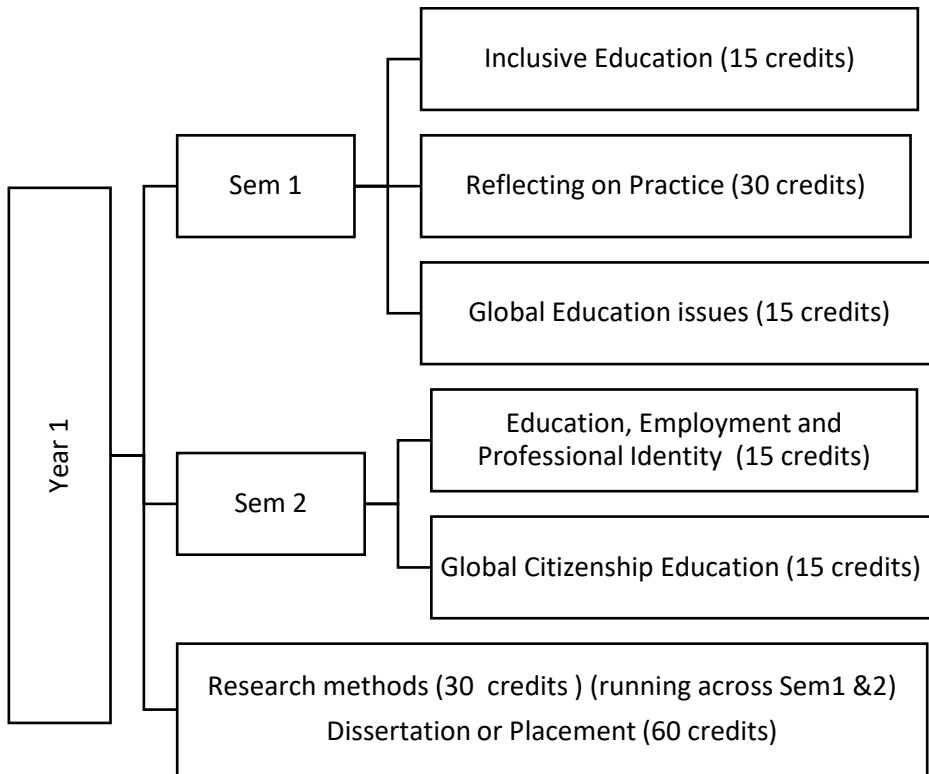 Year 1
Sem 1
Inclusive Education (15 credits)
Reflecting on Practice (30 credits)
Global Education issues (15 credits)
Sem 2
Education, Employment and
Professional Identity  (15 credits)
Global Citizenship Education (15 credits)
Research methods (30  credits ) (running across Sem1 &2)
Dissertation or Placement (60 credits)